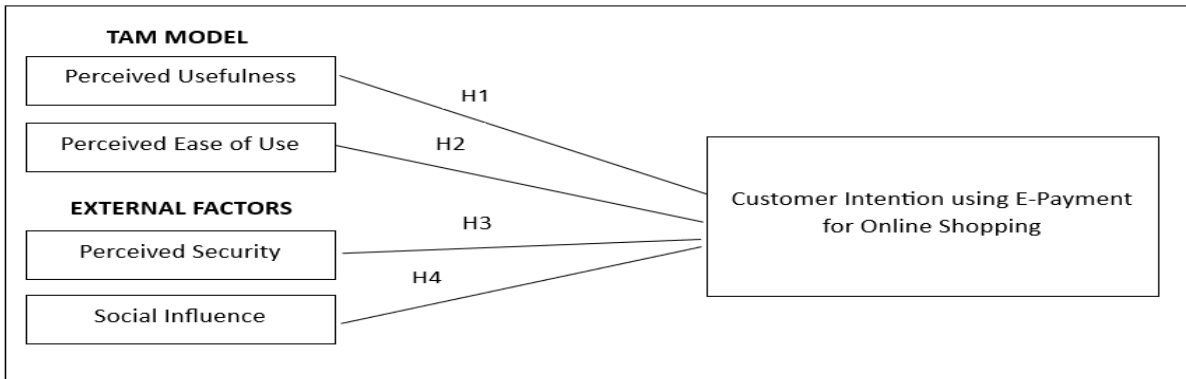 TAM MODEL
Perceived Usefulness
H1
Perceived Ease of Use
H2
EXTERNAL FACTORS
Perceived Security
H3
Social Influence
H4
Customer Intention using E-Payment
for Online Shopping